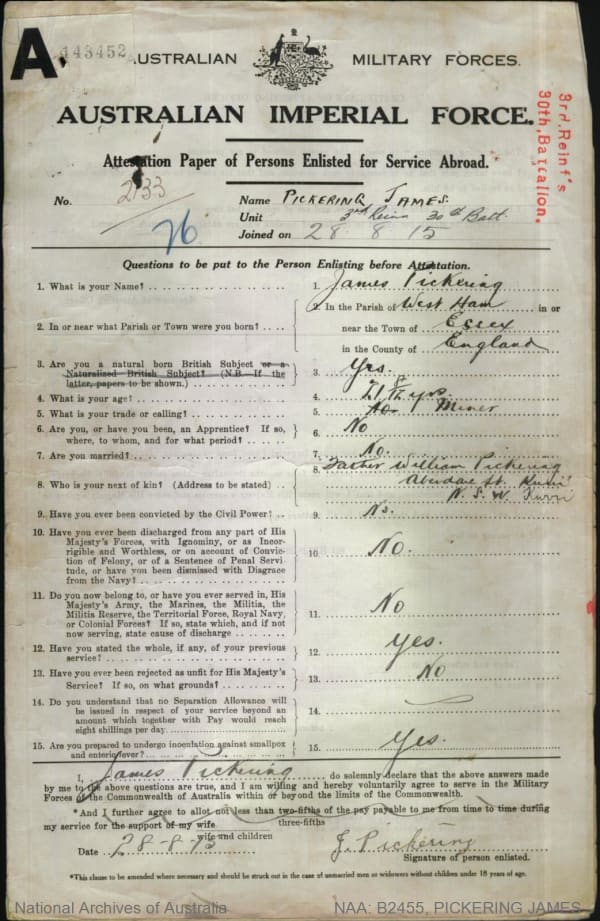 A. 143452 AUSTRALIAN MILITARY FORCES.
AUSTRALIAN IMPERIAL FORCE.
3rd. Reinf's
30th, Battalion.
Attestation Paper of Persons Enlisted for Service Abroad.
No. 2133
76
Name PICKERING JAMES.
Unit 3rd Reinf 30th Batt.
Joined on 28 8 15
Questions to be put to the Person Enlisting before Attestation.
1. What is your Name? 1. James Pickering
2. In or near what Parish or Town were you born? 2. In the Parish of West Ham in or
near the Town of Essex
in the County of England
3. Are you a natural born British Subject or a
Naturalized British Subject? (N.B.—If the
latter, papers to be shown.) 3. Yes.
4. What is your age? 4. 21
5. What is your trade or calling? 5. Miner
6. Are you, or have you been, an Apprentice? If so,
where, to whom, and for what period? 6. No
7. Are you married? 7. No.
8. Who is your next of kin? (Address to be stated) 8. Father William Pickering
Aberdare St. Kurri
N.S.W. Kurri
9. Have you ever been convicted by the Civil Power? 9. No.
10. Have you ever been discharged from any part of His
Majesty's Forces, with Ignominy, or as Incor-
rigible and Worthless, or on account of Convic-
tion of Felony, or of a Sentence of Penal Servi-
tude, or have you been dismissed with Disgrace
from the Navy? 10. No.
11. Do you now belong to, or have you ever served in, His
Majesty's Army, the Marines, the Militia, the
Militia Reserve, the Territorial Force, Royal Navy,
or Colonial Forces? If so, state which, and if not
now serving, state cause of discharge 11. No
12. Have you stated the whole, if any, of your previous
service? 12. Yes.
13. Have you ever been rejected as unfit for His Majesty's
Service? If so, on what grounds? 13. No
14. Do you understand that no Separation Allowance will
be issued in respect of your service beyond an
amount which together with Pay would reach
eight shillings per day 14.
15. Are you prepared to undergo inoculation against smallpox
and enteric fever? 15. Yes.
I, James Pickering do solemnly declare that the above answers made
by me to the above questions are true, and I am willing and hereby voluntarily agree to serve in the Military
Forces of the Commonwealth of Australia within or beyond the limits of the Commonwealth.
*And I further agree to allot not less than two-fifths of the pay payable to me from time to time during
three-fifths
my service for the support of my wife
wife and children
Date 28-8-15 J. Pickering
Signature of person enlisted.
*This clause to be amended where necessary and should be struck out in the case of unmarried men or widowers without children under 18 years of age.
National Archives of Australia NAA: B2455, PICKERING JAMES